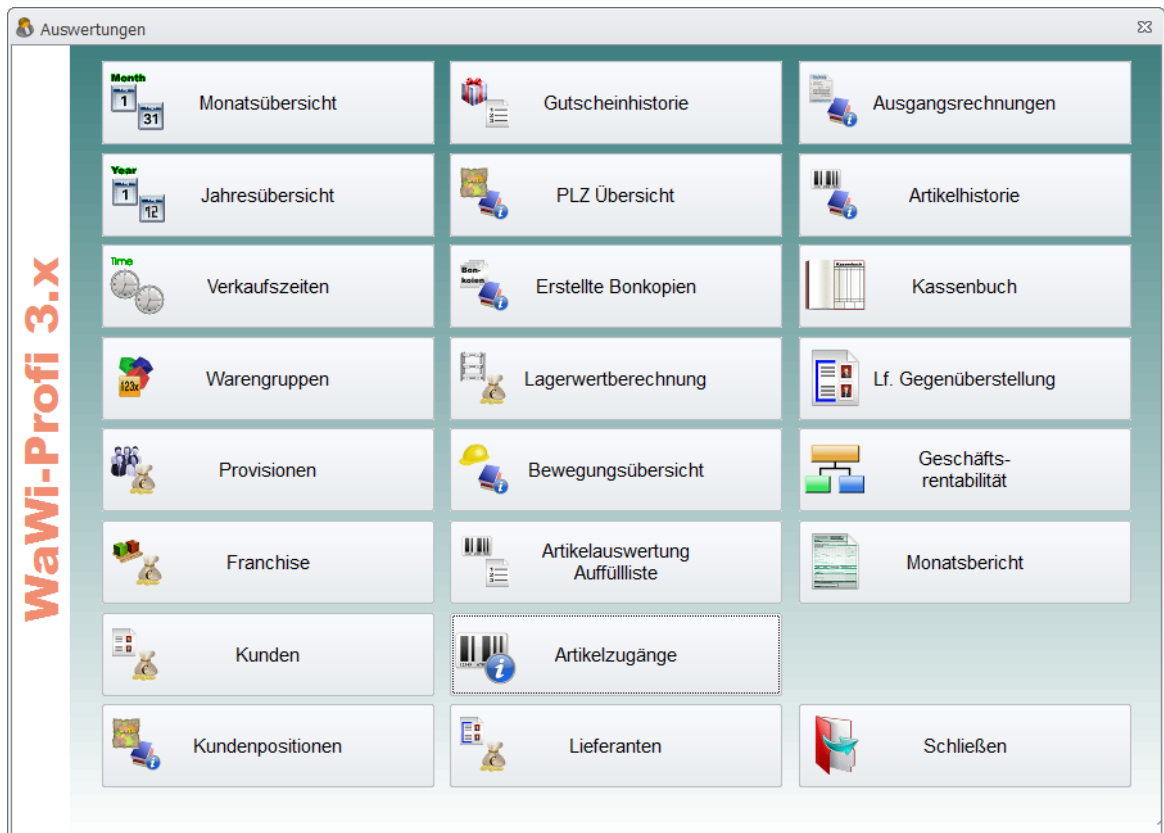 Auswertungen
WaWi-Profi 3.x
Month
1
31
Monatsübersicht
Gutscheinhistorie
Ausgangsrechnungen
Year
1
12
Jahresübersicht
PLZ Übersicht
Artikelhistorie
Time
Verkaufszeiten
Bon-
koien
Erstellte Bonkopien
Kassenbuch
Kassenbuch
123x
Warengruppen
Lagerwertberechnung
Lf. Gegenüberstellung
Provisionen
Bewegungsübersicht
Geschäfts-
rentabilität
Franchise
Artikelauswertung
Auffüllliste
Monatsbericht
Kunden
Artikelzugänge
Kundenpositionen
Lieferanten
Schließen